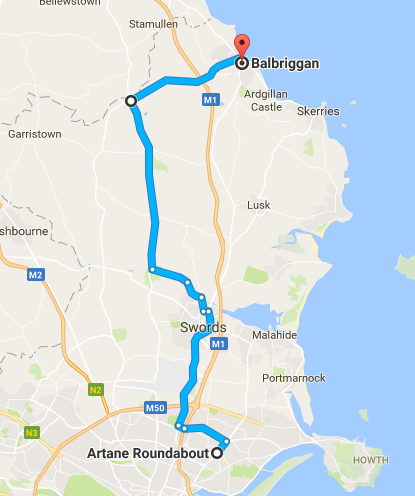 Bellewstown
Stamullen
Balbriggan
M1
Ardgillan
Castle
Skerries
Garristown
Lusk
shbourne
M2
Swords
Malahide
M1
Portmarnock
N2
M50
N3
Artane Roundabout
HOWTH